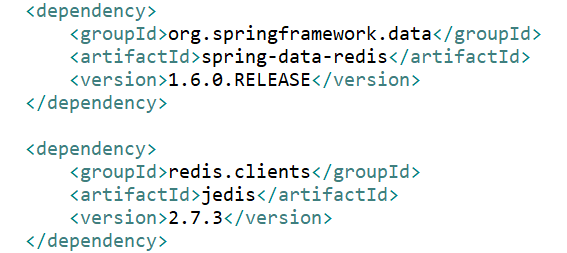 <dependency>
    <groupId>org.springframework.data</groupId>
    <artifactId>spring-data-redis</artifactId>
    <version>1.6.0.RELEASE</version>
</dependency>

<dependency>
    <groupId>redis.clients</groupId>
    <artifactId>jedis</artifactId>
    <version>2.7.3</version>
</dependency>